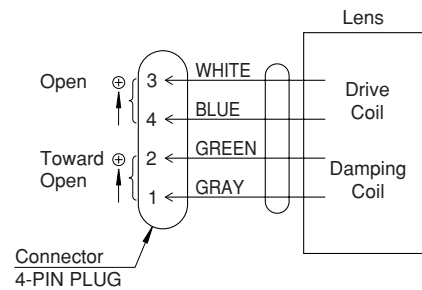 Lens
Open ⊕ 3 WHITE
Drive
Coil
4 BLUE
Toward
Open ⊕ 2 GREEN
Damping
Coil
1 GRAY
Connector
4-PIN PLUG